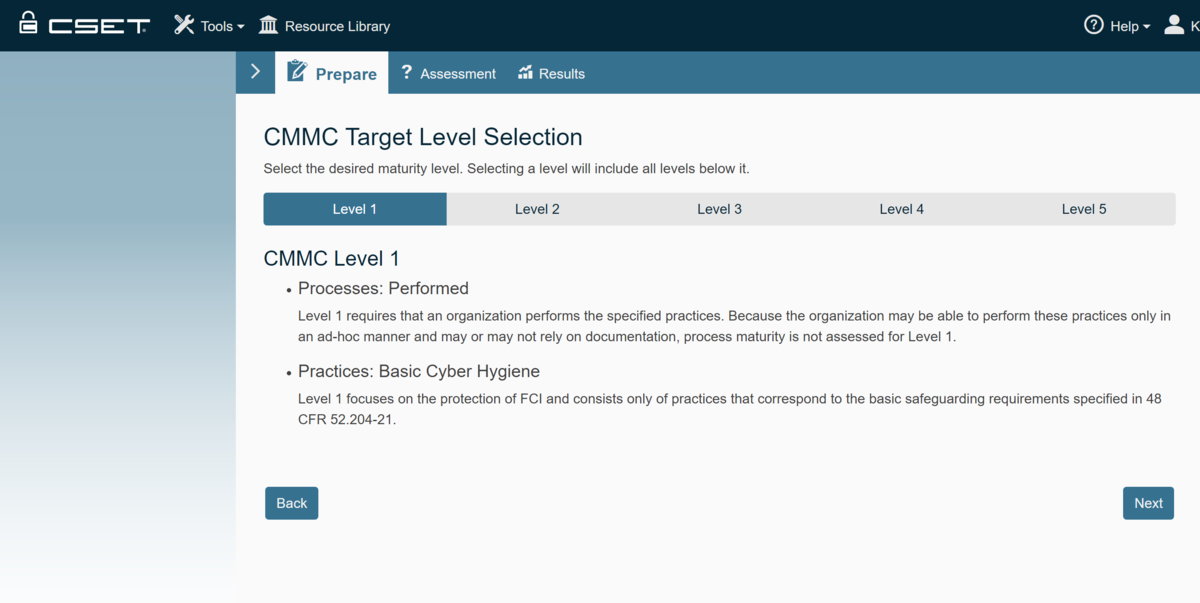 CSET Tools Resource Library Help K
Prepare ? Assessment Results
CMMC Target Level Selection
Select the desired maturity level. Selecting a level will include all levels below it.
Level 1 Level 2 Level 3 Level 4 Level 5
CMMC Level 1
• Processes: Performed
Level 1 requires that an organization performs the specified practices. Because the organization may be able to perform these practices only in
an ad-hoc manner and may or may not rely on documentation, process maturity is not assessed for Level 1.
• Practices: Basic Cyber Hygiene
Level 1 focuses on the protection of FCI and consists only of practices that correspond to the basic safeguarding requirements specified in 48
CFR 52.204-21.
Back Next